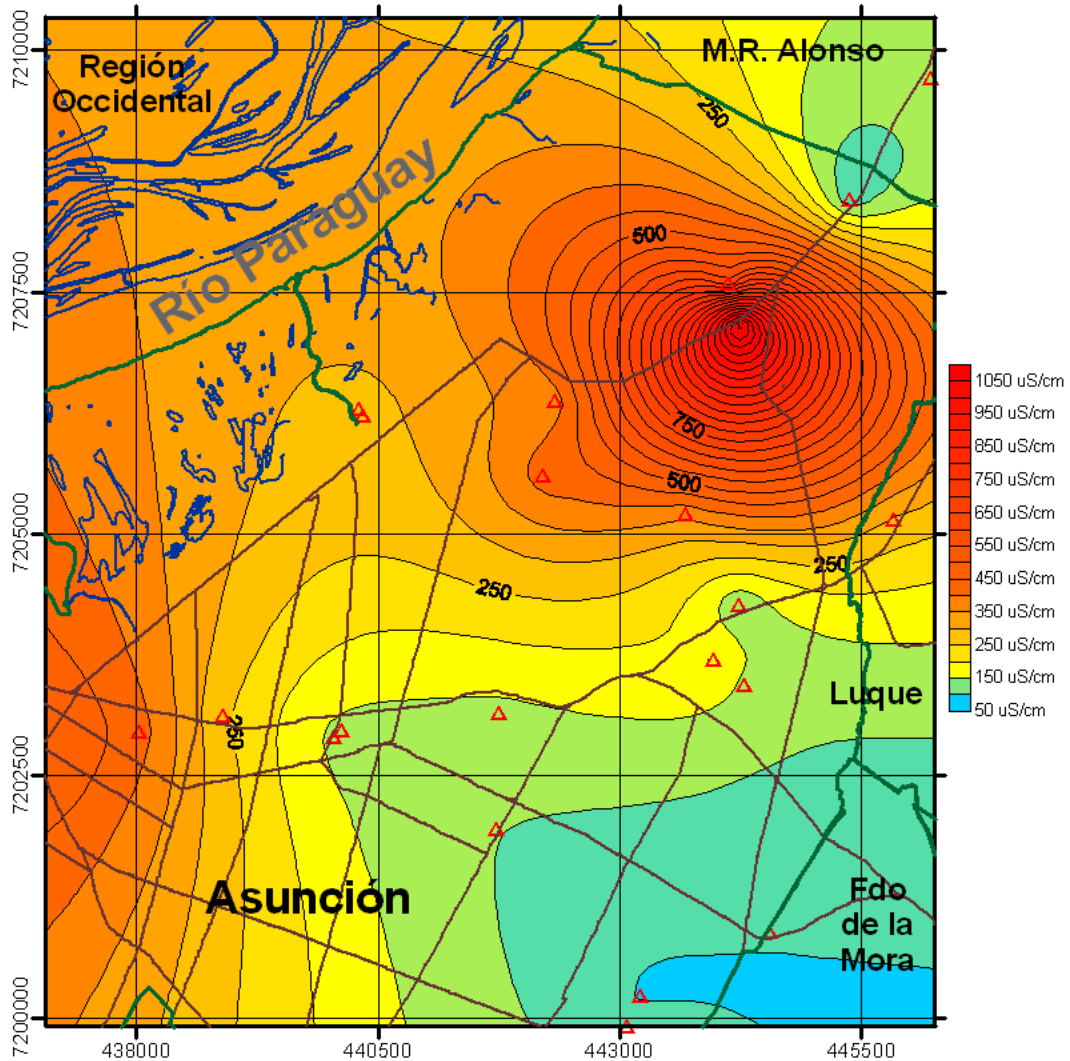 7210000
7207500
7205000
7202500
7200000
Región
Occidental
M.R. Alonso
250
Río Paraguay
500
750
500
250
250
250
Luque
Asunción
Fdo
de la
Mora
1050 uS/cm
950 uS/cm
850 uS/cm
750 uS/cm
650 uS/cm
550 uS/cm
450 uS/cm
350 uS/cm
250 uS/cm
150 uS/cm
50 uS/cm
438000
440500
443000
445500